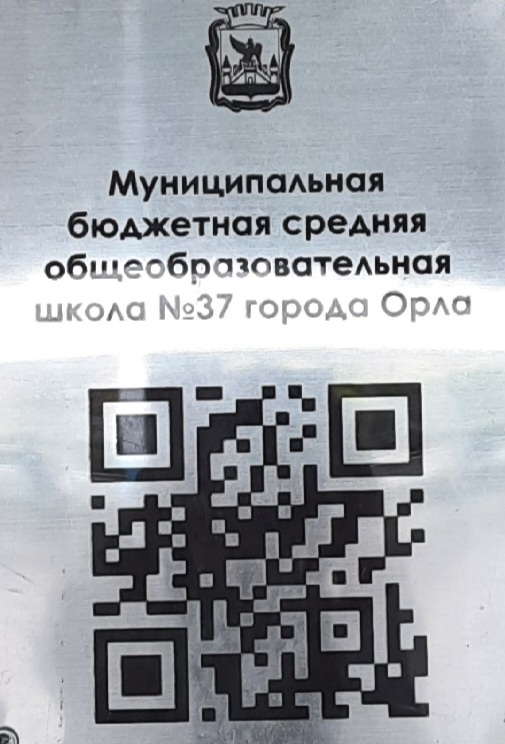 Муниципальная
бюджетная средняя
общеобразовательная
школа №37 города Орла